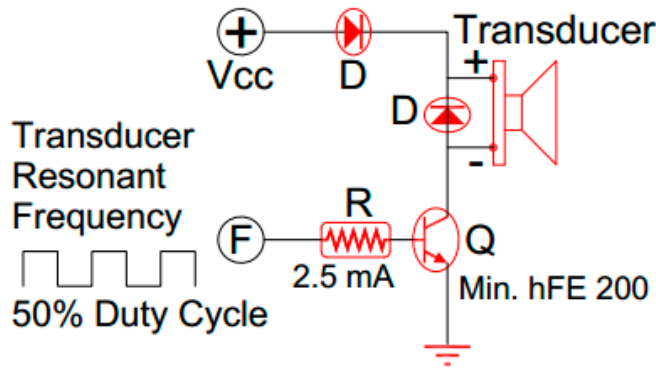 Transducer
+
+
Vcc
D
D
-
Transducer
Resonant
Frequency
R
F
Q
2.5 mA
Min. hFE 200
50% Duty Cycle